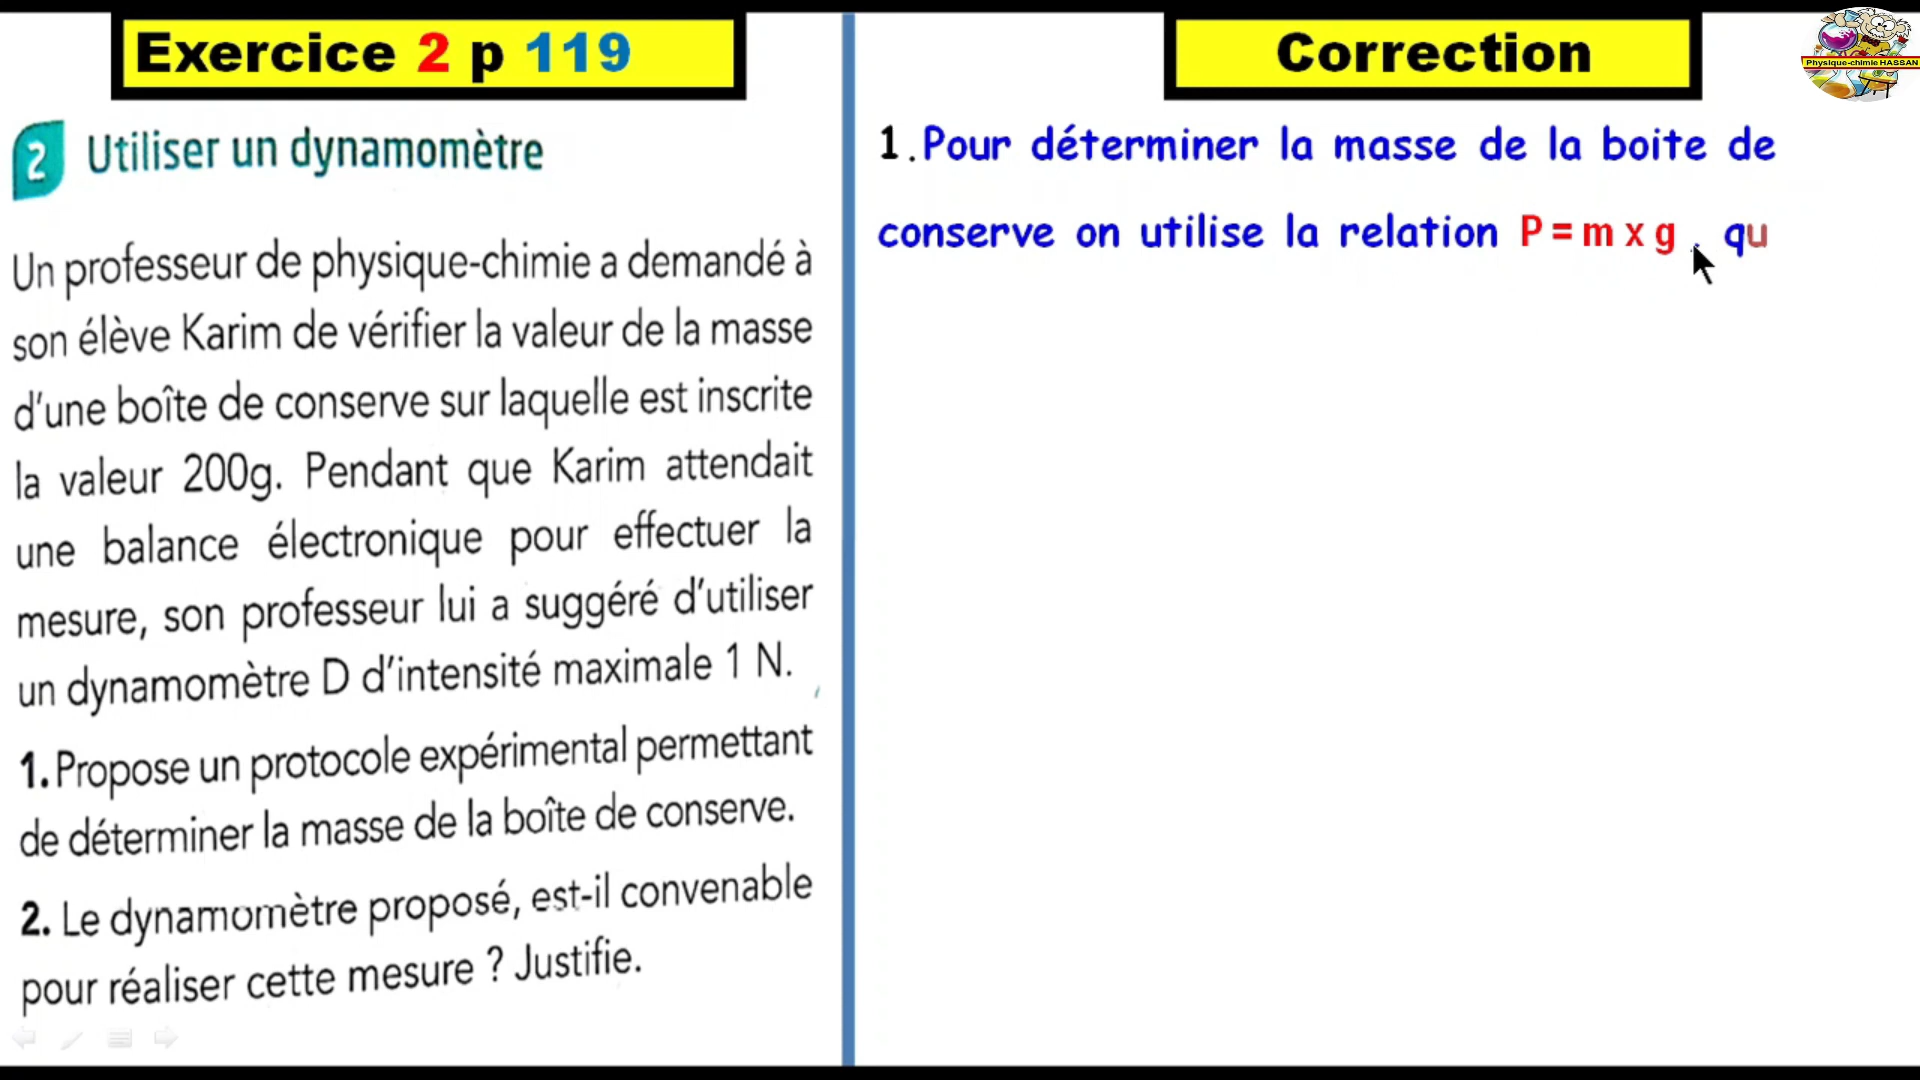 Exercice 2 p 119
2 Utiliser un dynamomètre
Un professeur de physique-chimie a demandé à
son élève Karim de vérifier la valeur de la masse
d'une boîte de conserve sur laquelle est inscrite
la valeur 200g. Pendant que Karim attendait
une balance électronique pour effectuer la
mesure, son professeur lui a suggéré d'utiliser
un dynamomètre D d'intensité maximale 1 N.
1. Propose un protocole expérimental permettant
de déterminer la masse de la boîte de conserve.
2. Le dynamomètre proposé, est-il convenable
pour réaliser cette mesure ? Justifie.
Correction
1.Pour déterminer la masse de la boite de
conserve on utilise la relation P = m x g . qu
Physique-chimie HASSAN